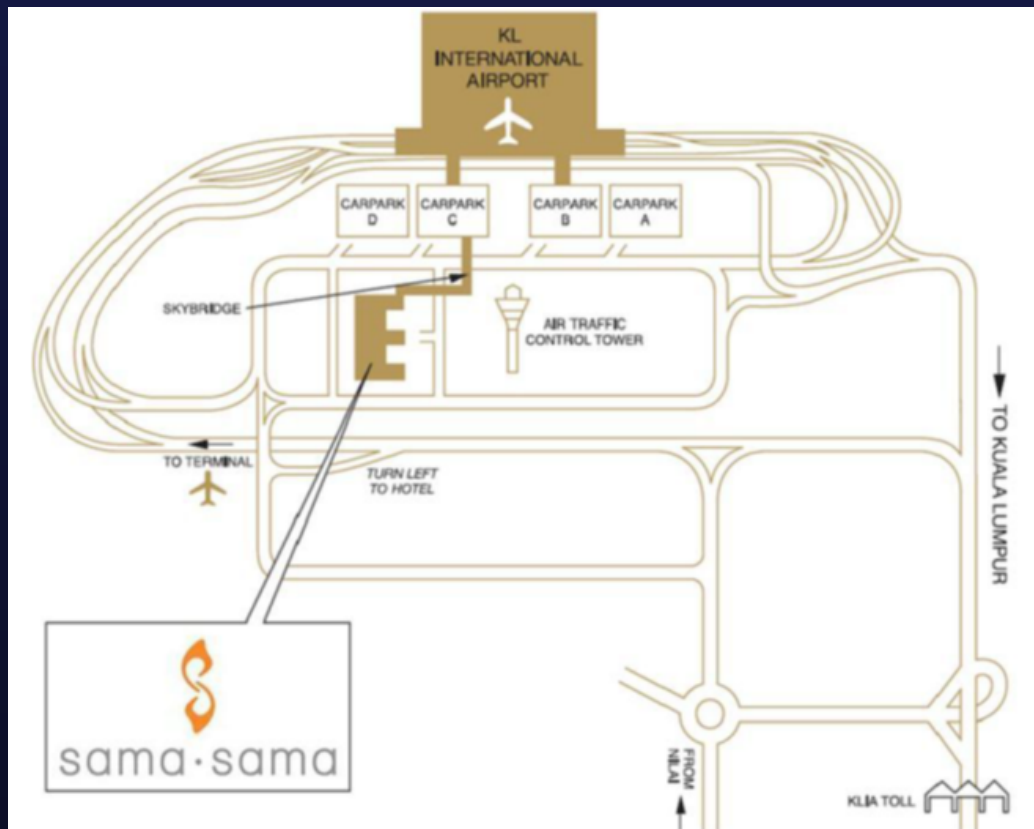 KL
INTERNATIONAL
AIRPORT
CARPARK
D
CARPARK
C
CARPARK
B
CARPARK
A
SKYBRIDGE
AIR TRAFFIC
CONTROL TOWER
TO KUALA LUMPUR
TO TERMINAL
TURN LEFT
TO HOTEL
sama·sama
FROM
NILAI
KLIA TOLL